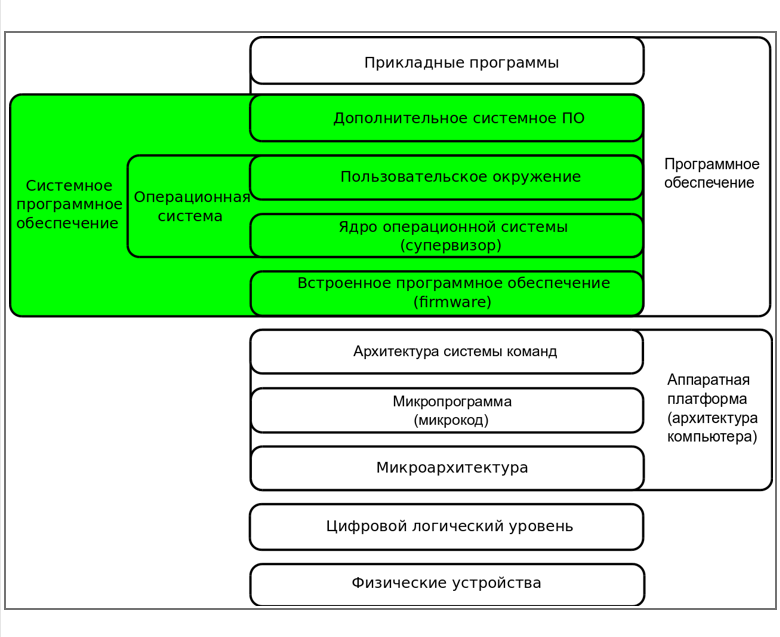 Прикладные программы
Дополнительное системное ПО
Пользовательское окружение
Ядро операционной системы
(супервизор)
Встроенное программное обеспечение
(firmware)
Системное
программное
обеспечение
Операционная
система
Программное
обеспечение
Архитектура системы команд
Микропрограмма
(микрокод)
Микроархитектура
Аппаратная
платформа
(архитектура
компьютера)
Цифровой логический уровень
Физические устройства